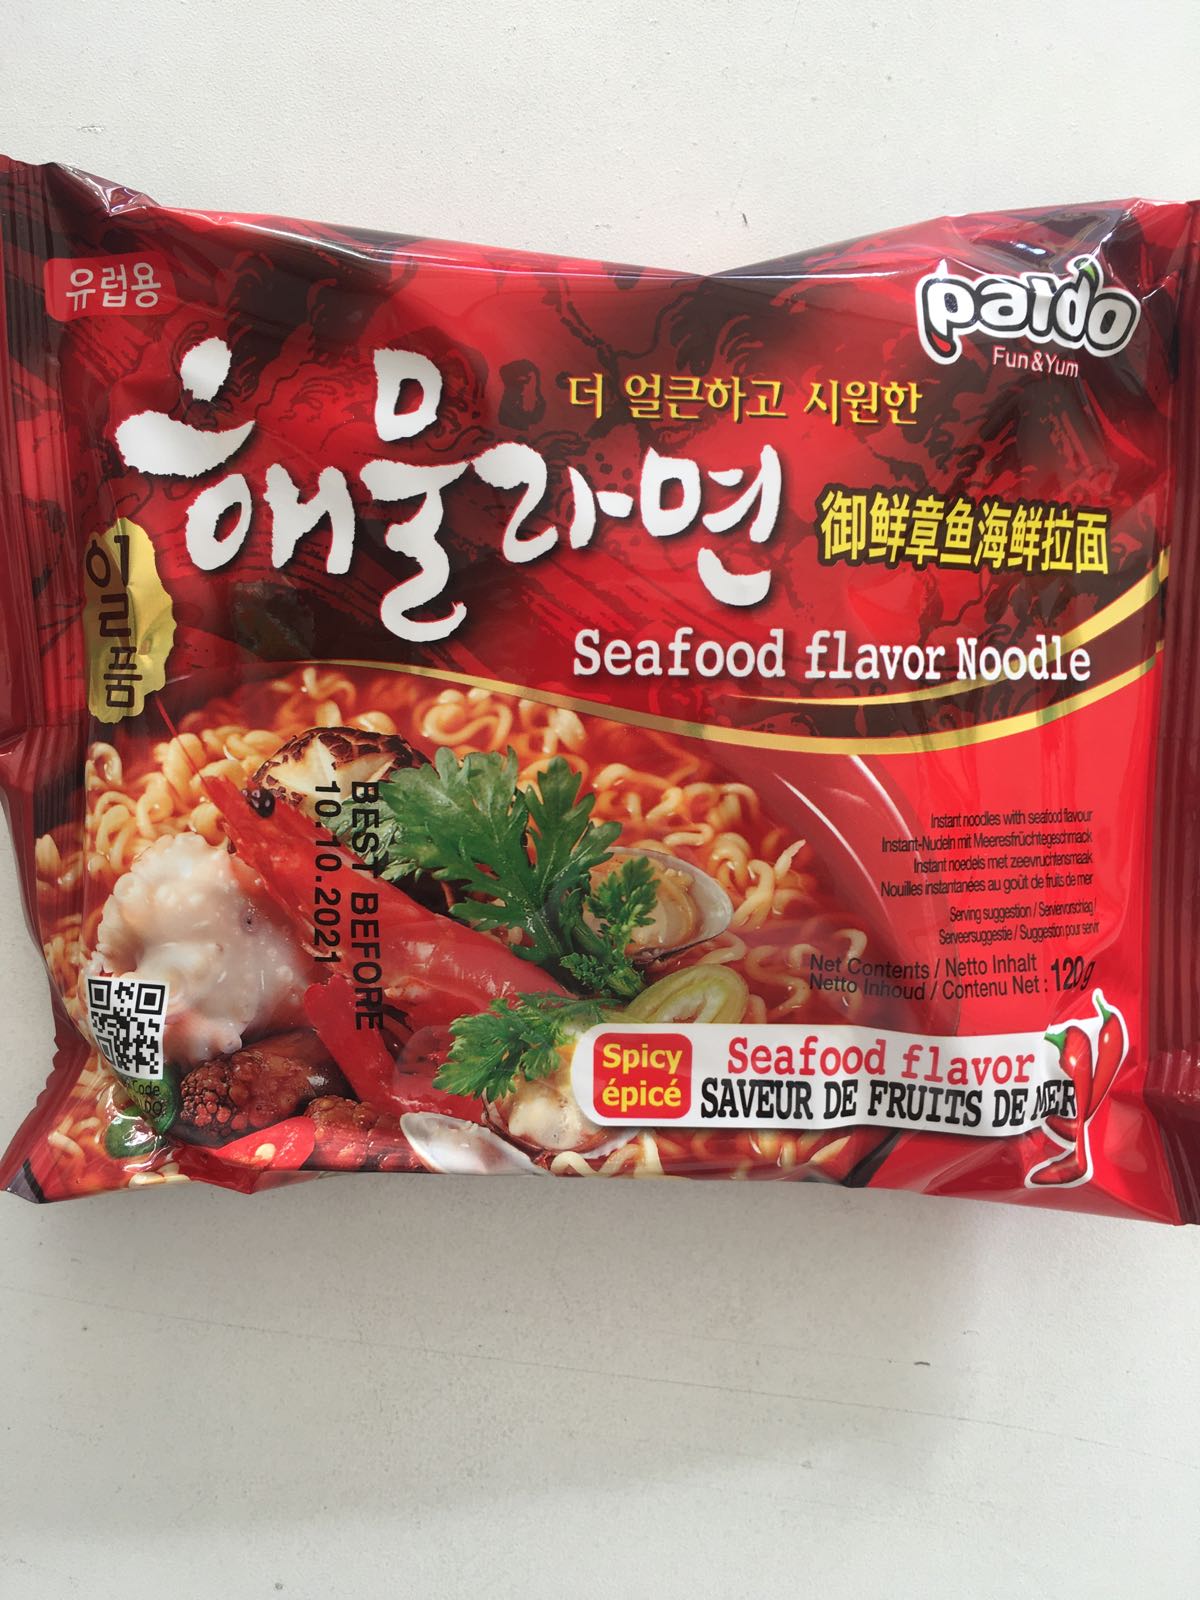 유럽용
paldo
Fun&Yum
더 얼큰하고 시원한
해물라면
御鲜章鱼海鲜拉面
일품
Seafood flavor Noodle
BEST BEFORE
10.10.2021
Instant noodles with seafood flavour
Instant-Nudeln mit Meeresfrüchtegeschmack
Instant noedels met zeevruchtensmaak
Nouilles instantanées au goût de fruits de mer
Serving suggestion / Serviervorschlag /
Serveersuggestie / Suggestion pour servir
Net Contents / Netto Inhalt
Netto Inhoud / Contenu Net : 120g
Spicy
épicé
Seafood flavor
SAVEUR DE FRUITS DE MER
Code